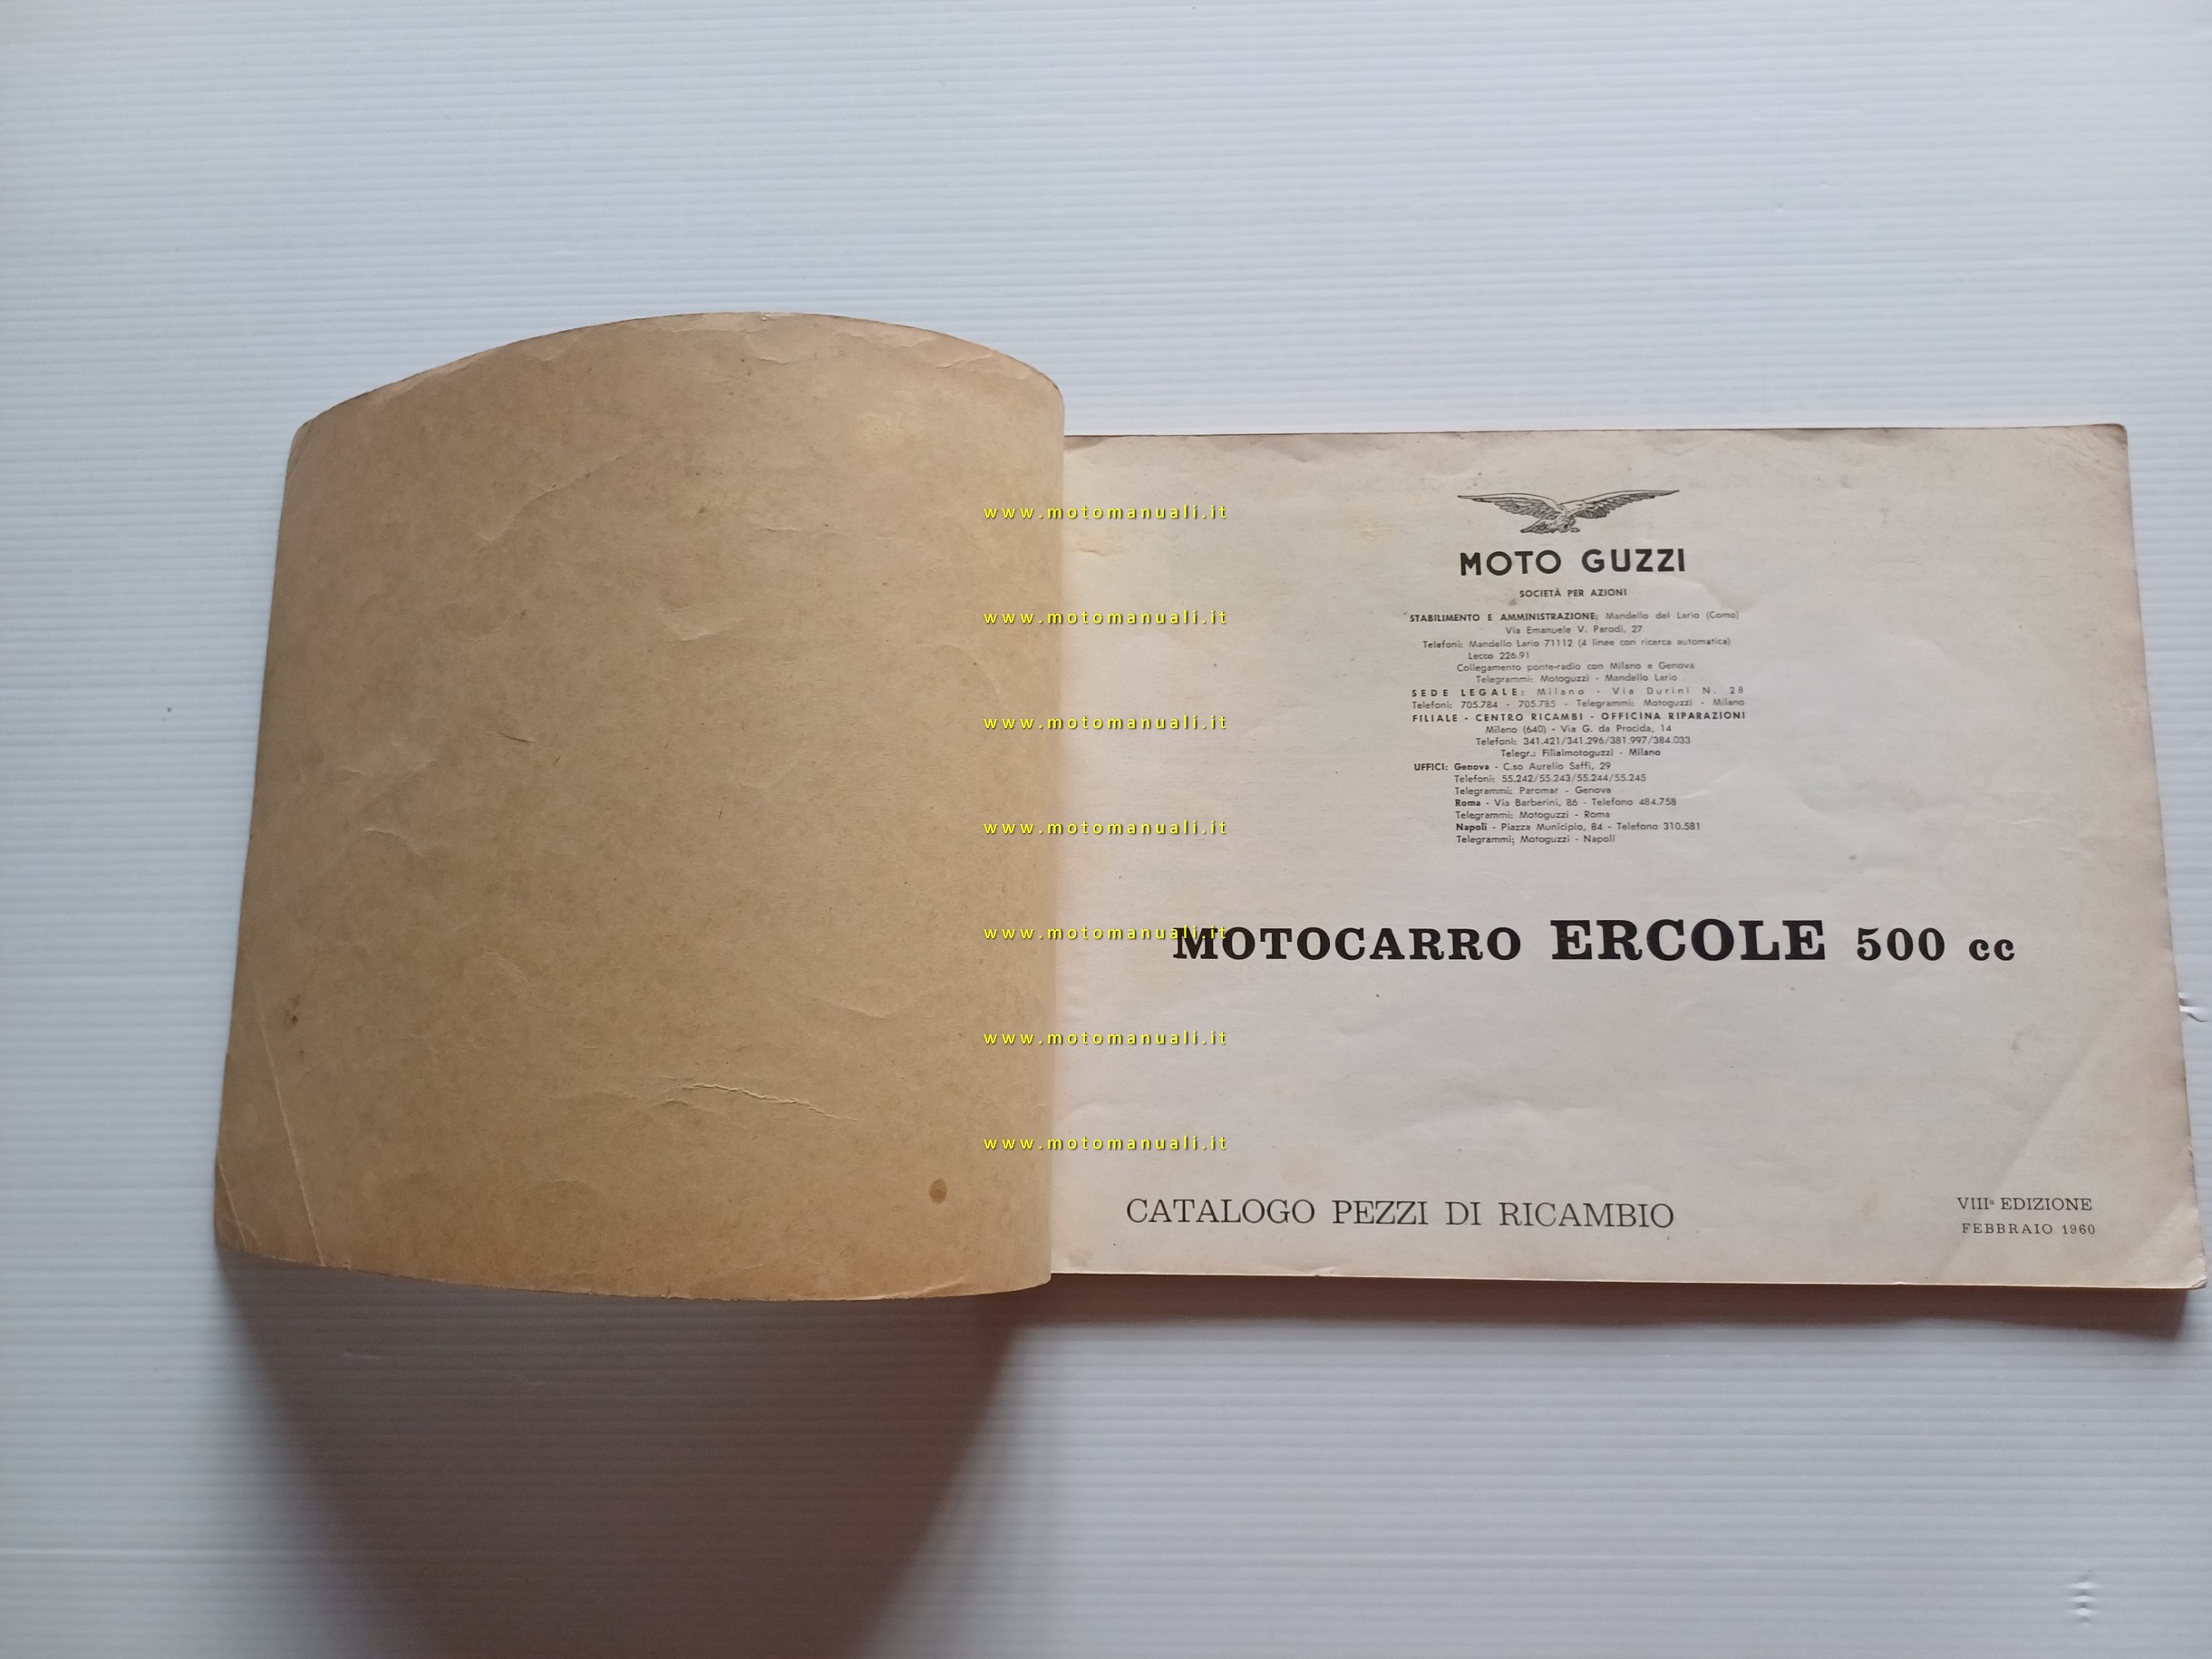 MOTO GUZZI
SOCIETÀ PER AZIONI
STABILIMENTO E AMMINISTRAZIONE: Mandello del Lario (Como)
Via Emanuele V. Parodi, 27
Telefoni: Mandello Lario 71112 (4 linee con ricerca automatica)
Lecco 226.91
Collegamento ponte-radio con Milano e Genova
Telegrammi: Motoguzzi - Mandello Lario
SEDE LEGALE: Milano - Via Durini N. 28
Telefoni: 705.784 - 705.785 - Telegrammi: Motoguzzi - Milano
FILIALE - CENTRO RICAMBI - OFFICINA RIPARAZIONI
Milano (640) - Via G. da Procida, 14
Telefoni: 341.421/341.296/381.997/384.033
Telegr.: Filialmotoguzzi - Milano
UFFICI: Genova - C.so Aurelio Saffi, 29
Telefoni: 55.242/55.243/55.244/55.245
Telegrammi: Paromar - Genova
Roma - Via Barberini, 86 - Telefono 484.758
Telegrammi: Motoguzzi - Roma
Napoli - Piazza Municipio, 84 - Telefono 310.581
Telegrammi: Motoguzzi - Napoli
MOTOCARRO ERCOLE 500 cc
CATALOGO PEZZI DI RICAMBIO
VIIIª EDIZIONE
FEBBRAIO 1960
www.motomanuali.it
www.motomanuali.it
www.motomanuali.it
www.motomanuali.it
www.motomanuali.it
www.motomanuali.it
www.motomanuali.it